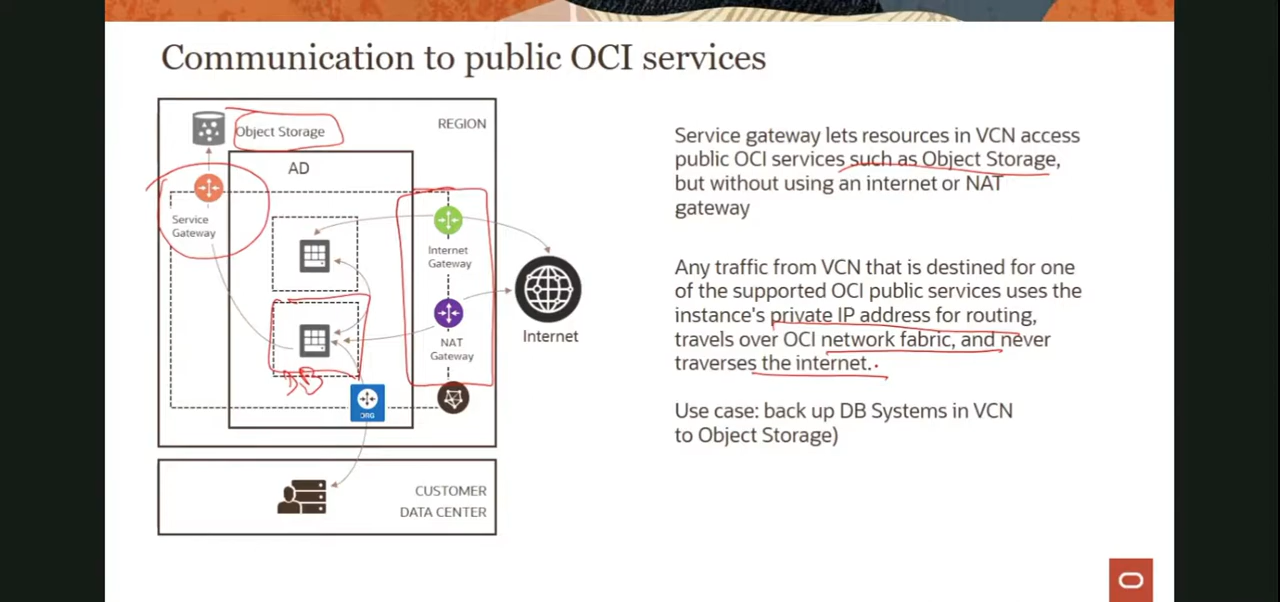 Communication to public OCI services
Object Storage
REGION
AD
Service
Gateway
Internet
Gateway
NAT
Gateway
Internet
DB
DRG
CUSTOMER
DATA CENTER
Service gateway lets resources in VCN access
public OCI services such as Object Storage,
but without using an internet or NAT
gateway
Any traffic from VCN that is destined for one
of the supported OCI public services uses the
instance's private IP address for routing,
travels over OCI network fabric, and never
traverses the internet.
Use case: back up DB Systems in VCN
to Object Storage)